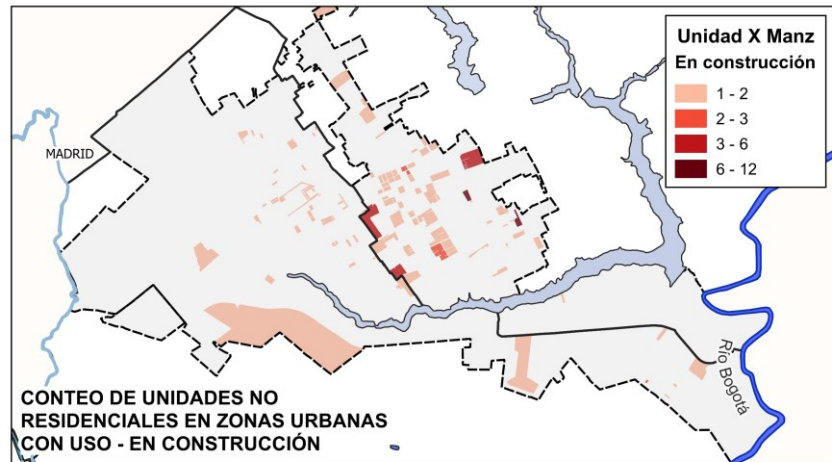 Unidad X Manz
En construcción
1 - 2
2 - 3
3 - 6
6 - 12
MADRID
Río Bogotá
CONTEO DE UNIDADES NO
RESIDENCIALES EN ZONAS URBANAS
CON USO - EN CONSTRUCCIÓN